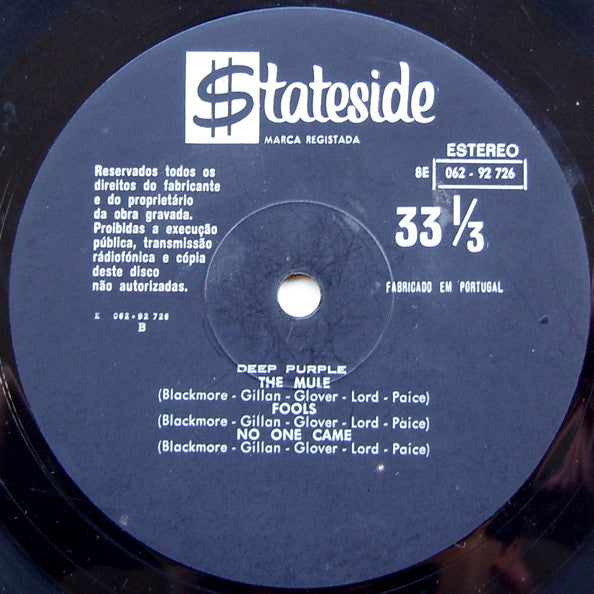 $tateside
MARCA REGISTADA
ESTEREO
8E 062 - 92 726
33 1/3
FABRICADO EM PORTUGAL
Reservados todos os
direitos do fabricante
e do proprietário
da obra gravada.
Proibidas a execução
pública, transmissão
rádiofónica e cópia
deste disco
não autorizadas.
E 062-92 726
B
DEEP PURPLE
THE MULE
(Blackmore - Gillan - Glover - Lord - Paice)
FOOLS
(Blackmore - Gillan - Glover - Lord - Paice)
NO ONE CAME
(Blackmore - Gillan - Glover - Lord - Paice)